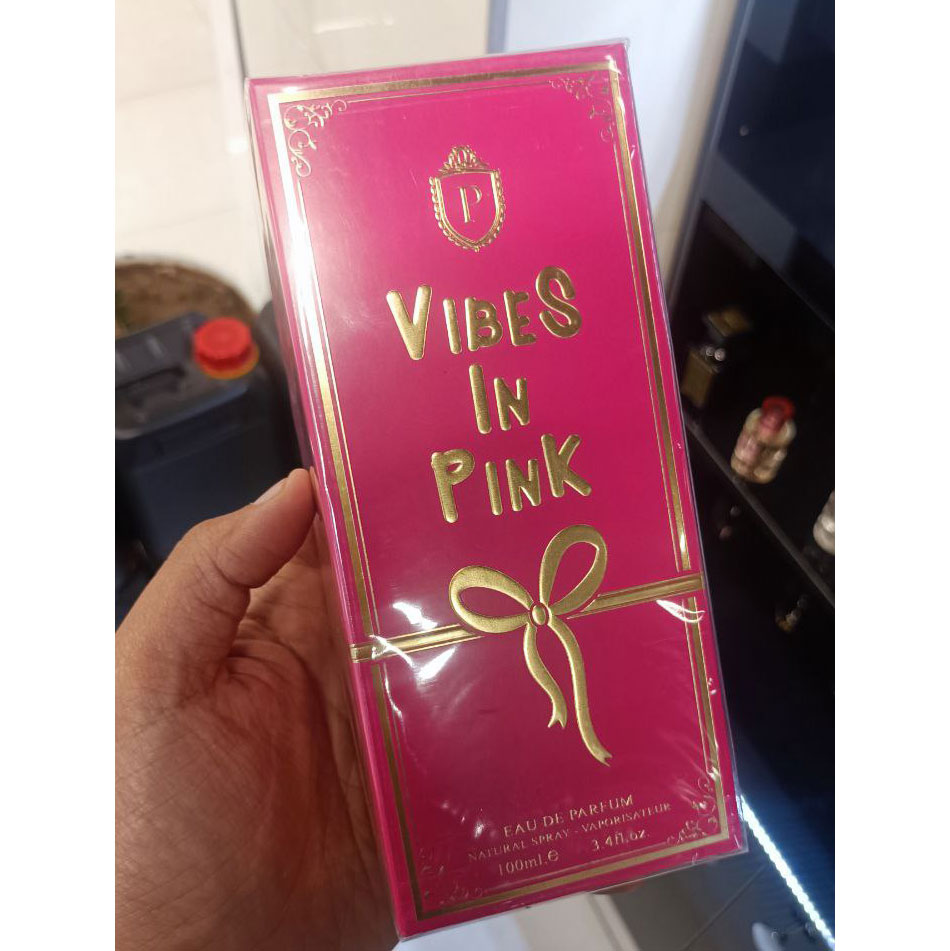 P
VIBES
IN
PINK
EAU DE PARFUM
NATURAL SPRAY - VAPORISATEUR
100ml.e 3.4fl.oz.